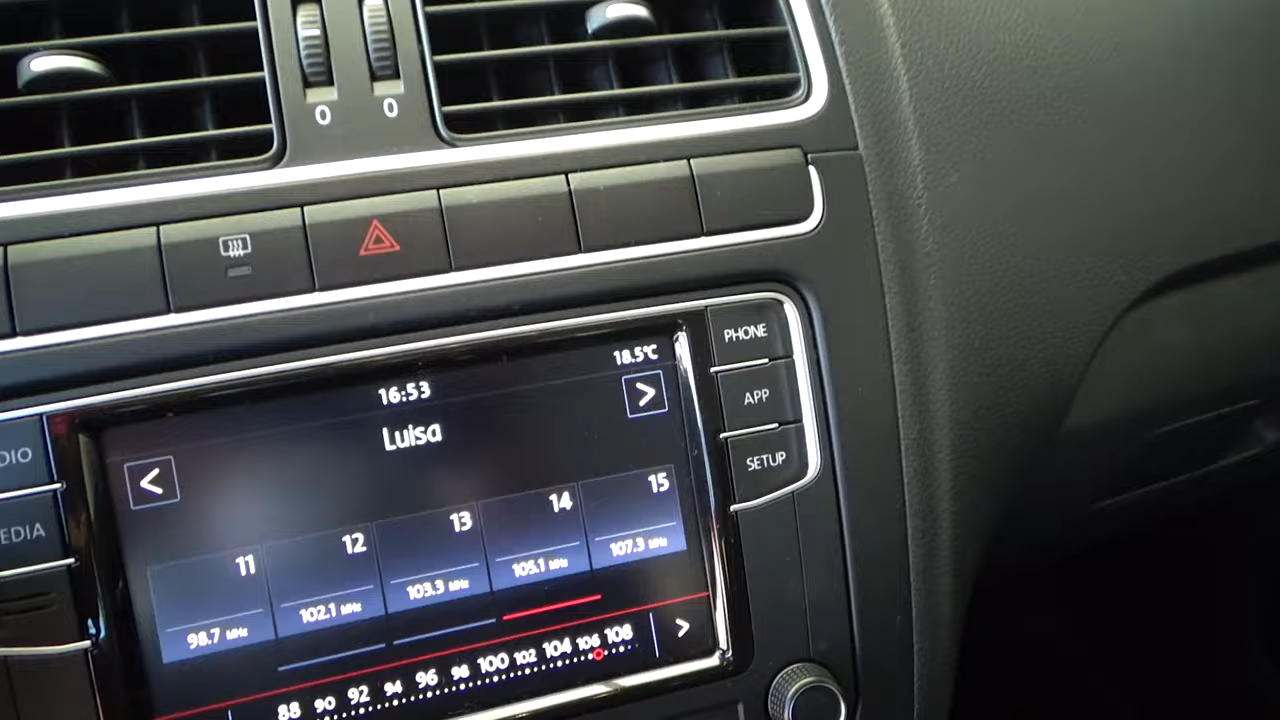 0 0
PHONE
18.5°C
16:53
APP
Luisa
SETUP
DIO
EDIA
11 12 13 14 15
98.7 MHz 102.1 MHz 103.3 MHz 105.1 MHz 107.3 MHz
88 90 92 94 96 98 100 102 104 106 108